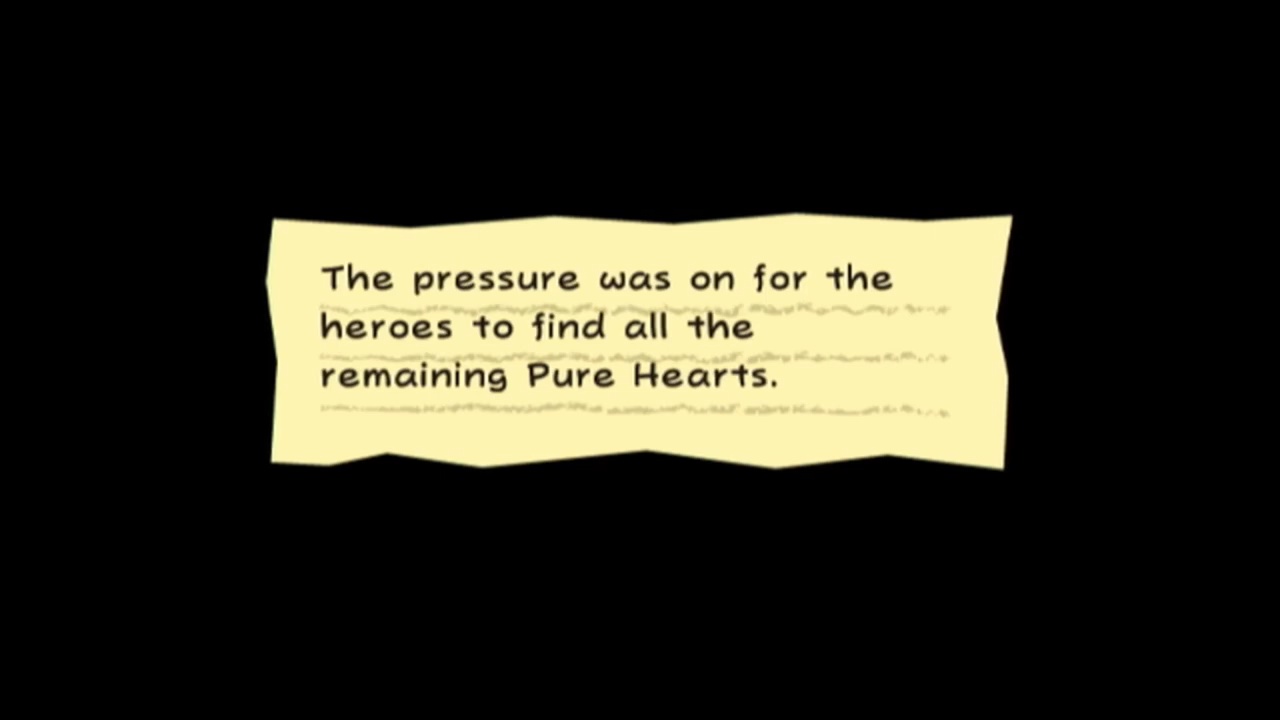 The pressure was on for the
heroes to find all the
remaining Pure Hearts.